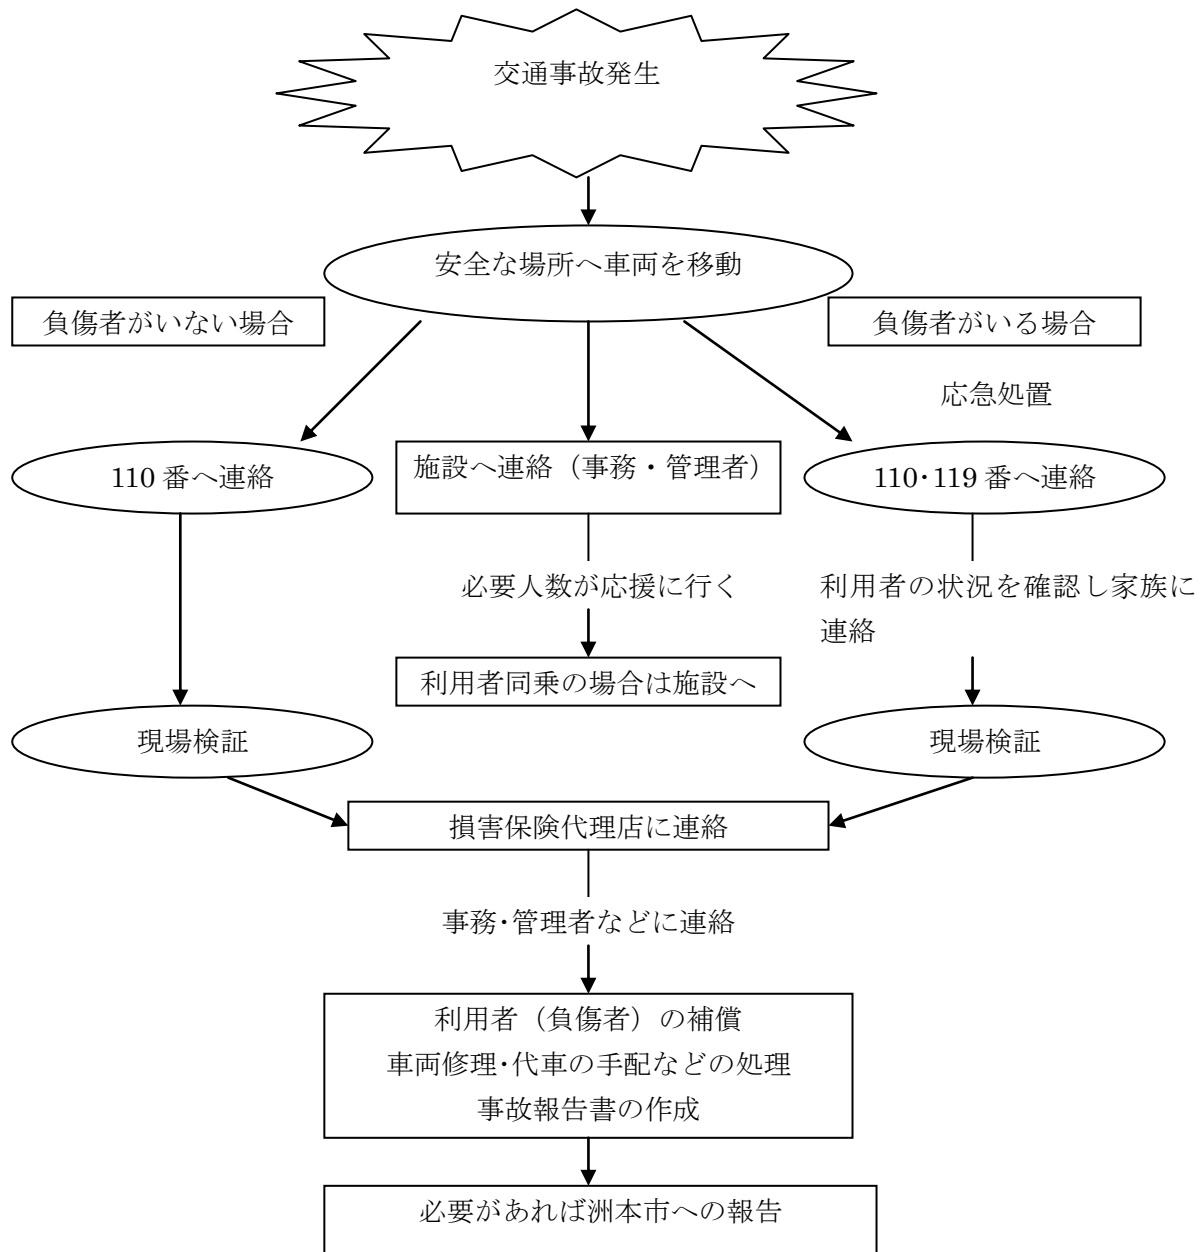 交通事故発生
安全な場所へ車両を移動
負傷者がいない場合
負傷者がいる場合
応急処置
110 番へ連絡
施設へ連絡（事務・管理者）
110･119 番へ連絡
必要人数が応援に行く
利用者の状況を確認し家族に
連絡
利用者同乗の場合は施設へ
現場検証
現場検証
損害保険代理店に連絡
事務･管理者などに連絡
利用者（負傷者）の補償
車両修理･代車の手配などの処理
事故報告書の作成
必要があれば洲本市への報告